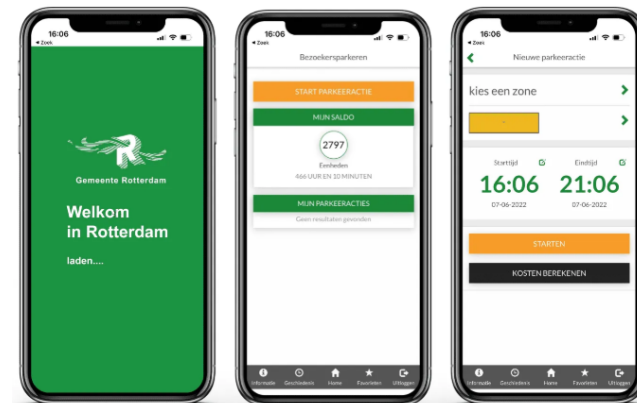 16:06
◀ Zoek
Gemeente Rotterdam
Welkom
in Rotterdam
laden....
16:06
◀ Zoek
Bezoekersparkeren
START PARKEERACTIE
MIJN SALDO
2797
Eenheden
466 UUR EN 10 MINUTEN
MIJN PARKEERACTIES
Geen resultaten gevonden
Informatie Geschiedenis Home Favorieten Uitloggen
16:06
◀ Zoek
Nieuwe parkeeractie
kies een zone
--
Starttijd Eindtijd
16:06 21:06
07-06-2022 07-06-2022
STARTEN
KOSTEN BEREKENEN
Informatie Geschiedenis Home Favorieten Uitloggen